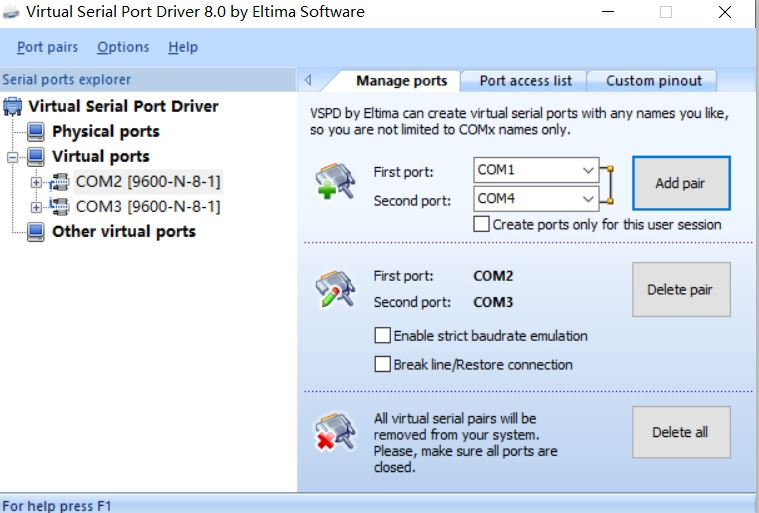 Virtual Serial Port Driver 8.0 by Eltima Software
Port pairs Options Help
Serial ports explorer
Virtual Serial Port Driver
Physical ports
Virtual ports
COM2 [9600-N-8-1]
COM3 [9600-N-8-1]
Other virtual ports
Manage ports Port access list Custom pinout
VSPD by Eltima can create virtual serial ports with any names you like,
so you are not limited to COMx names only.
First port: COM1
Second port: COM4
Add pair
Create ports only for this user session
First port: COM2
Second port: COM3
Delete pair
Enable strict baudrate emulation
Break line/Restore connection
All virtual serial pairs will be
removed from your system.
Please, make sure all ports are
closed.
Delete all
For help press F1